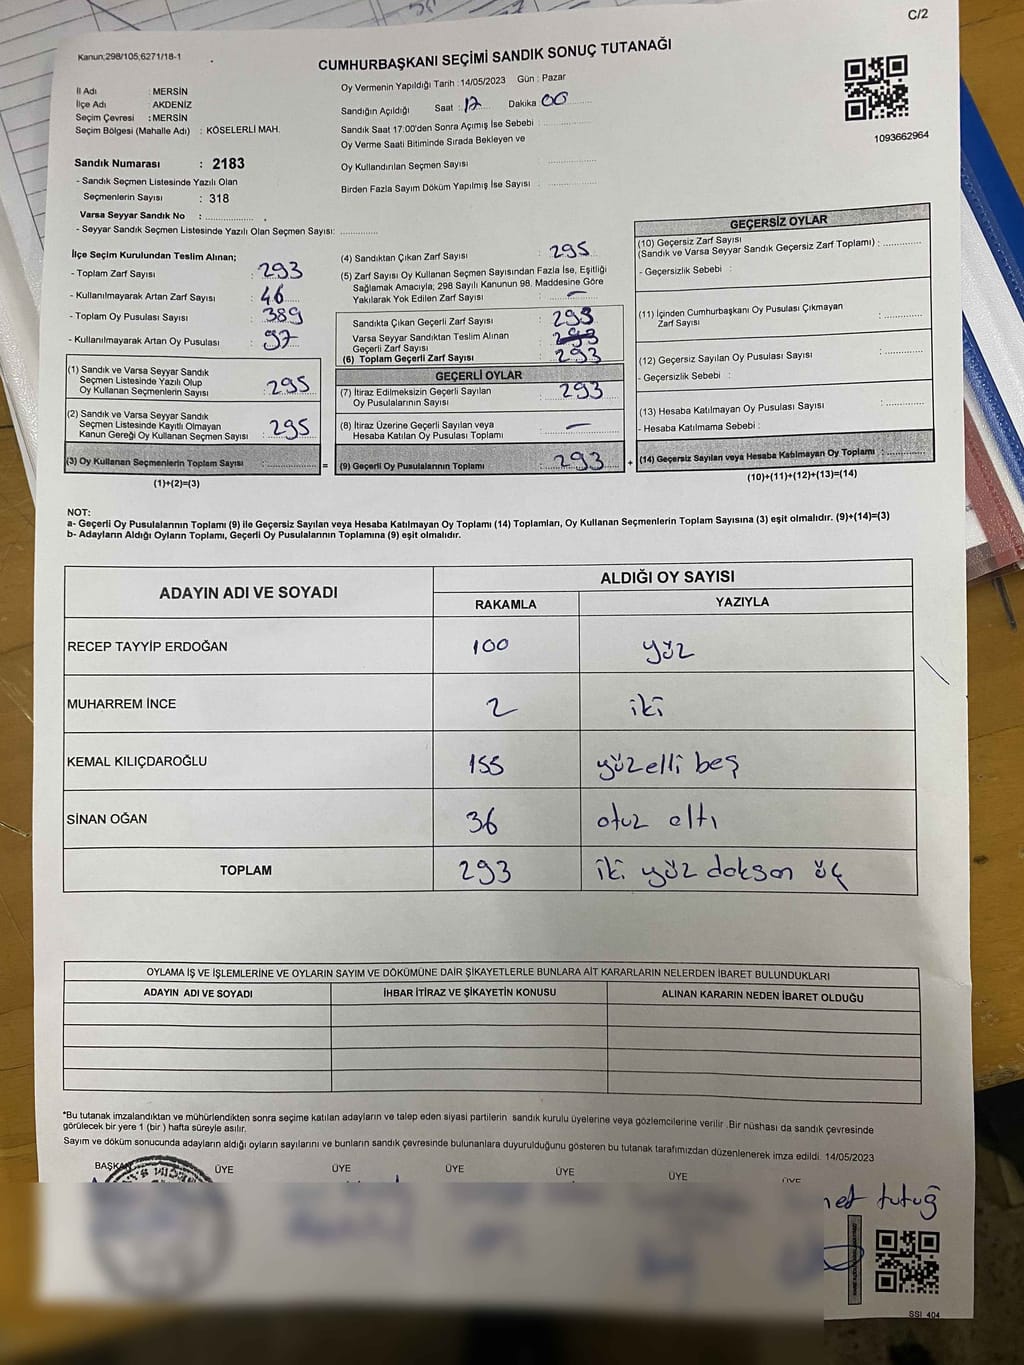 C/2
Kanun;298/105;6271/18-1
CUMHURBAŞKANI SEÇİMİ SANDIK SONUÇ TUTANAĞI
İl Adı : MERSİN
İlçe Adı : AKDENİZ
Seçim Çevresi : MERSİN
Seçim Bölgesi (Mahalle Adı) : KÖSELERLİ MAH.
Sandık Numarası : 2183
- Sandık Seçmen Listesinde Yazılı Olan
Seçmenlerin Sayısı : 318
Varsa Seyyar Sandık No : ....................
- Seyyar Sandık Seçmen Listesinde Yazılı Olan Seçmen Sayısı: ................
Oy Vermenin Yapıldığı Tarih : 14/05/2023 Gün : Pazar
Sandığın Açıldığı Saat : 12 Dakika 00
Sandık Saat 17:00'den Sonra Açımış İse Sebebi :
Oy Verme Saati Bitiminde Sırada Bekleyen ve
Oy Kullandırılan Seçmen Sayısı :
Birden Fazla Sayım Döküm Yapılmış İse Sayısı :
1093662964
İlçe Seçim Kurulundan Teslim Alınan;
- Toplam Zarf Sayısı : 293
- Kullanılmayarak Artan Zarf Sayısı : 46
- Toplam Oy Pusulası Sayısı : 389
- Kullanılmayarak Artan Oy Pusulası : 97
(1) Sandık ve Varsa Seyyar Sandık
Seçmen Listesinde Yazılı Olup
Oy Kullanan Seçmenlerin Sayısı : 295
(2) Sandık ve Varsa Seyyar Sandık
Seçmen Listesinde Kayıtlı Olmayan
Kanun Gereği Oy Kullanan Seçmen Sayısı : 295
(3) Oy Kullanan Seçmenlerin Toplam Sayısı : ................ =
(1)+(2)=(3)
(4) Sandıktan Çıkan Zarf Sayısı : 295
(5) Zarf Sayısı Oy Kullanan Seçmen Sayısından Fazla İse, Eşitliği
Sağlamak Amacıyla; 298 Sayılı Kanunun 98. Maddesine Göre
Yakılarak Yok Edilen Zarf Sayısı : —
Sandıkta Çıkan Geçerli Zarf Sayısı : 293
Varsa Seyyar Sandıktan Teslim Alınan
Geçerli Zarf Sayısı : 293
(6) Toplam Geçerli Zarf Sayısı : 293
GEÇERLİ OYLAR
(7) İtiraz Edilmeksizin Geçerli Sayılan
Oy Pusulalarının Sayısı : 293
(8) İtiraz Üzerine Geçerli Sayılan veya
Hesaba Katılan Oy Pusulası Toplamı : —
(9) Geçerli Oy Pusulalarının Toplamı : 293 +
GEÇERSİZ OYLAR
(10) Geçersiz Zarf Sayısı
(Sandık ve Varsa Seyyar Sandık Geçersiz Zarf Toplamı) : .............
- Geçersizlik Sebebi :
(11) İçinden Cumhurbaşkanı Oy Pusulası Çıkmayan
Zarf Sayısı : .............
(12) Geçersiz Sayılan Oy Pusulası Sayısı : .............
- Geçersizlik Sebebi :
(13) Hesaba Katılmayan Oy Pusulası Sayısı : .............
- Hesaba Katılmama Sebebi :
(14) Geçersiz Sayılan veya Hesaba Katılmayan Oy Toplamı : .............
(10)+(11)+(12)+(13)=(14)
NOT:
a- Geçerli Oy Pusulalarının Toplamı (9) ile Geçersiz Sayılan veya Hesaba Katılmayan Oy Toplamı (14) Toplamları, Oy Kullanan Seçmenlerin Toplam Sayısına (3) eşit olmalıdır. (9)+(14)=(3)
b- Adayların Aldığı Oyların Toplamı, Geçerli Oy Pusulalarının Toplamına (9) eşit olmalıdır.
ADAYIN ADI VE SOYADI ALDIĞI OY SAYISI
RAKAMLA YAZIYLA
RECEP TAYYİP ERDOĞAN 100 yüz
MUHARREM İNCE 2 iki
KEMAL KILIÇDAROĞLU 155 yüzelli beş
SİNAN OĞAN 36 otuz altı
TOPLAM 293 iki yüz doksan üç
OYLAMA İŞ VE İŞLEMLERİNE VE OYLARIN SAYIM VE DÖKÜMÜNE DAİR ŞİKAYETLERLE BUNLARA AİT KARARLARIN NELERDEN İBARET BULUNDUKLARI
ADAYIN ADI VE SOYADI İHBAR İTİRAZ VE ŞİKAYETİN KONUSU ALINAN KARARIN NEDEN İBARET OLDUĞU
*Bu tutanak imzalandıktan ve mühürlendikten sonra seçime katılan adayların ve talep eden siyasi partilerin sandık kurulu üyelerine veya gözlemcilerine verilir .Bir nüshası da sandık çevresinde
görülecek bir yere 1 (bir ) hafta süreyle asılır.
Sayım ve döküm sonucunda adayların aldığı oyların sayılarını ve bunların sandık çevresinde bulunanlara duyurulduğunu gösteren bu tutanak tarafımızdan düzenlenerek imza edildi. 14/05/2023
BAŞKAN ÜYE ÜYE ÜYE ÜYE ÜYE ÜYE
tutuğ
SSI 404